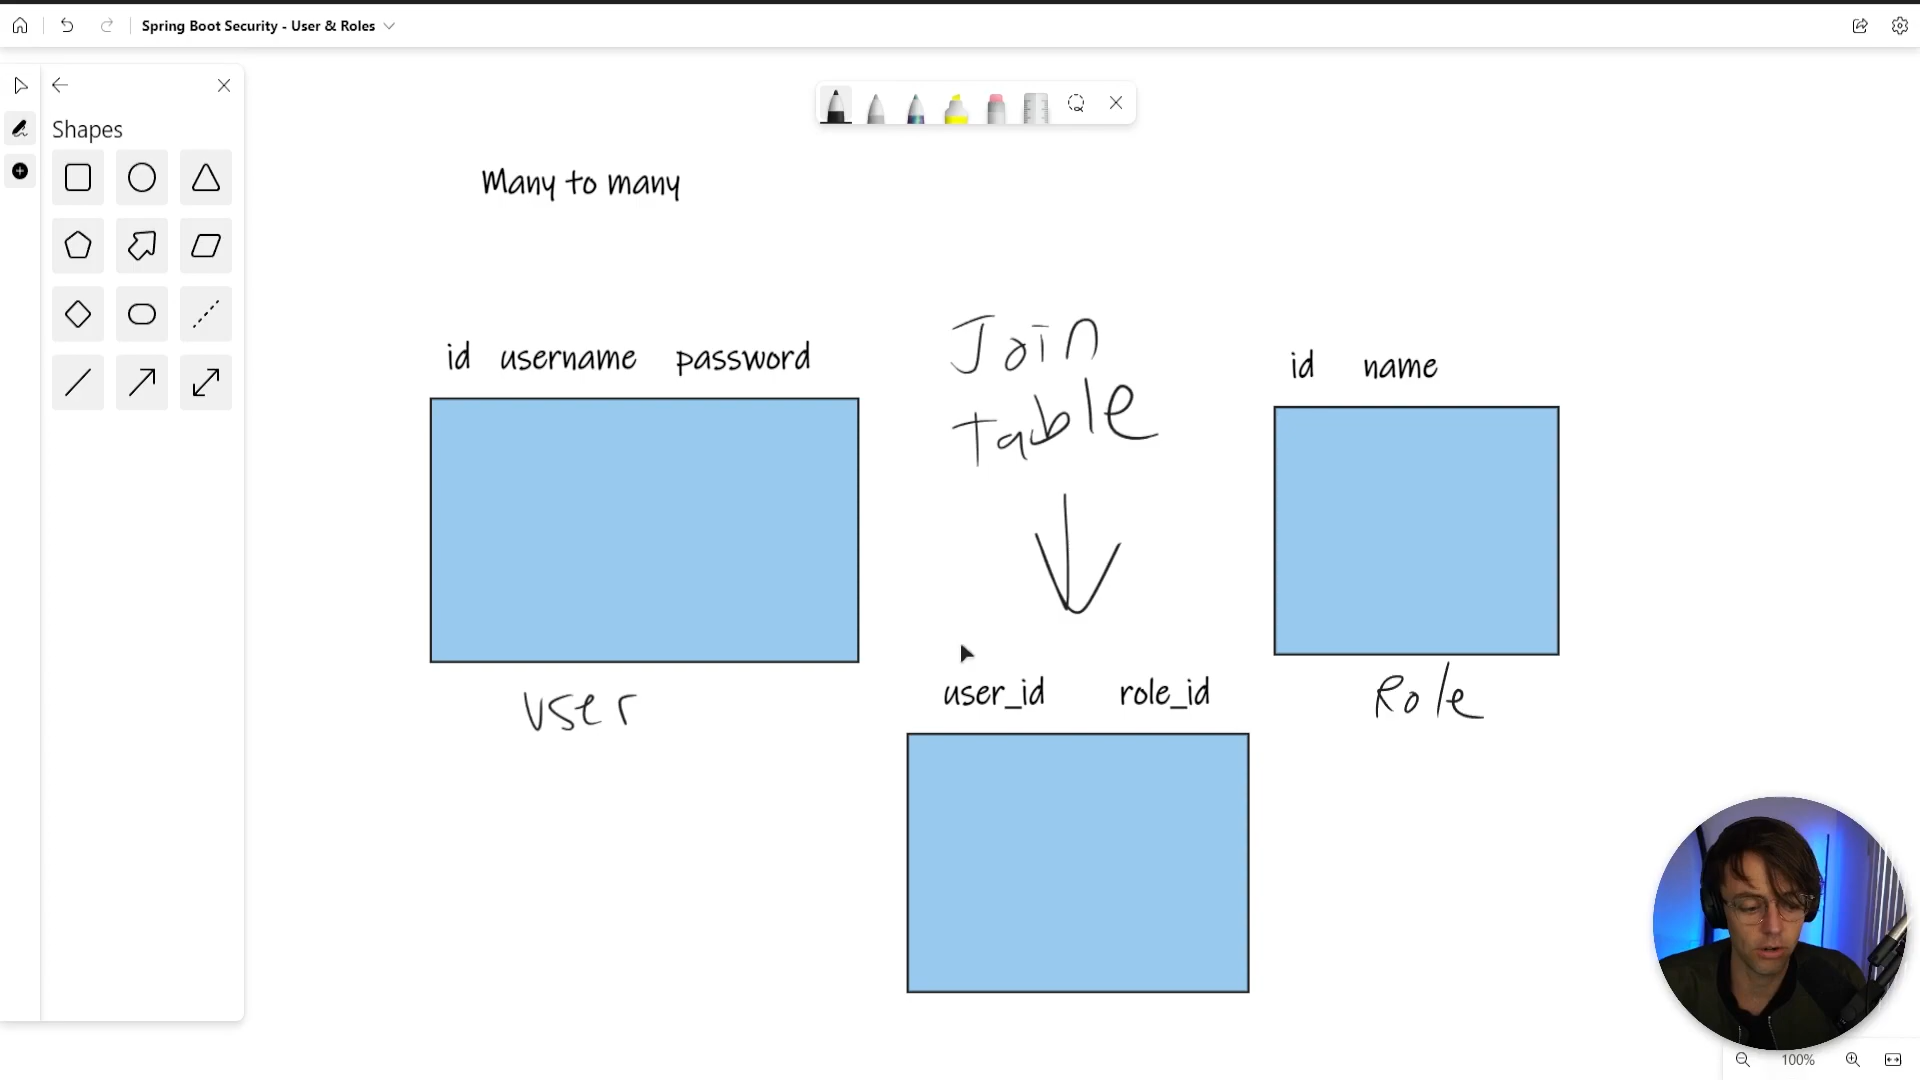 Spring Boot Security - User & Roles
Shapes
Many to many
Join
Table
id username password
id name
user_id role_id
User
Role
100%